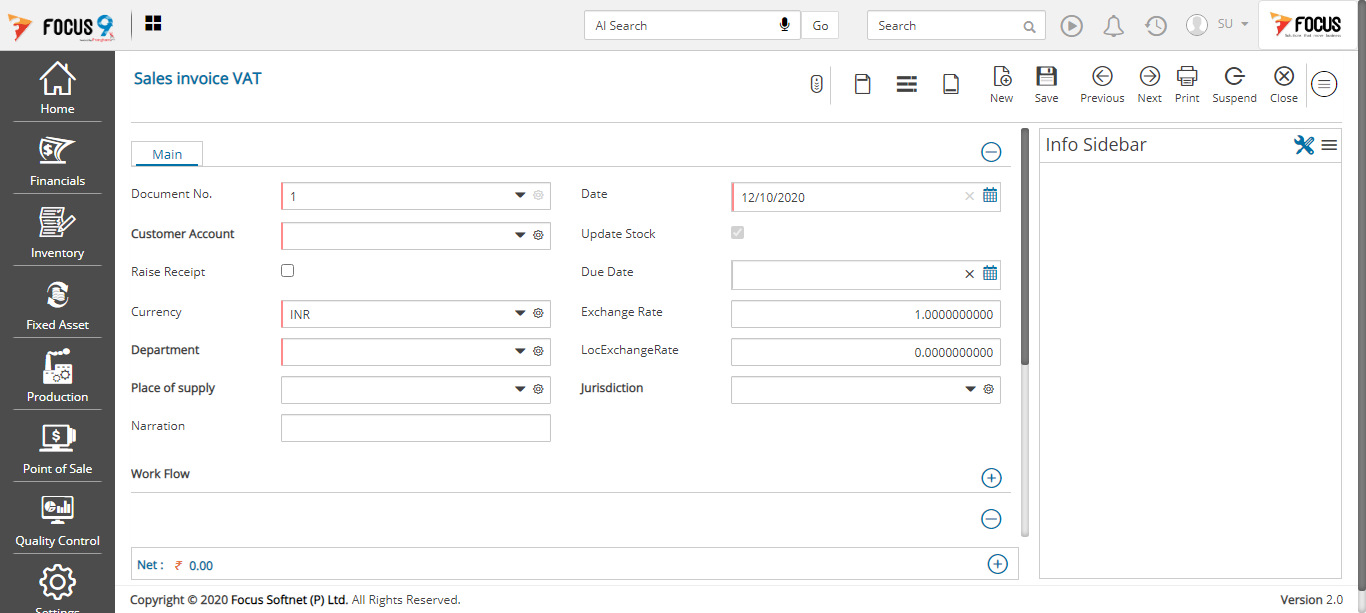 FOCUS 9
AI Search
Go
Search
SU
FOCUS
Home
Financials
Inventory
Fixed Asset
Production
Point of Sale
Quality Control
Settings
Sales invoice VAT
New
Save
Previous
Next
Print
Suspend
Close
Main
Document No.
1
Date
12/10/2020
Customer Account
Update Stock
Raise Receipt
Due Date
Currency
INR
Exchange Rate
1.0000000000
Department
LocExchangeRate
0.0000000000
Place of supply
Jurisdiction
Narration
Work Flow
Net : ₹ 0.00
Info Sidebar
Copyright © 2020 Focus Softnet (P) Ltd. All Rights Reserved.
Version 2.0